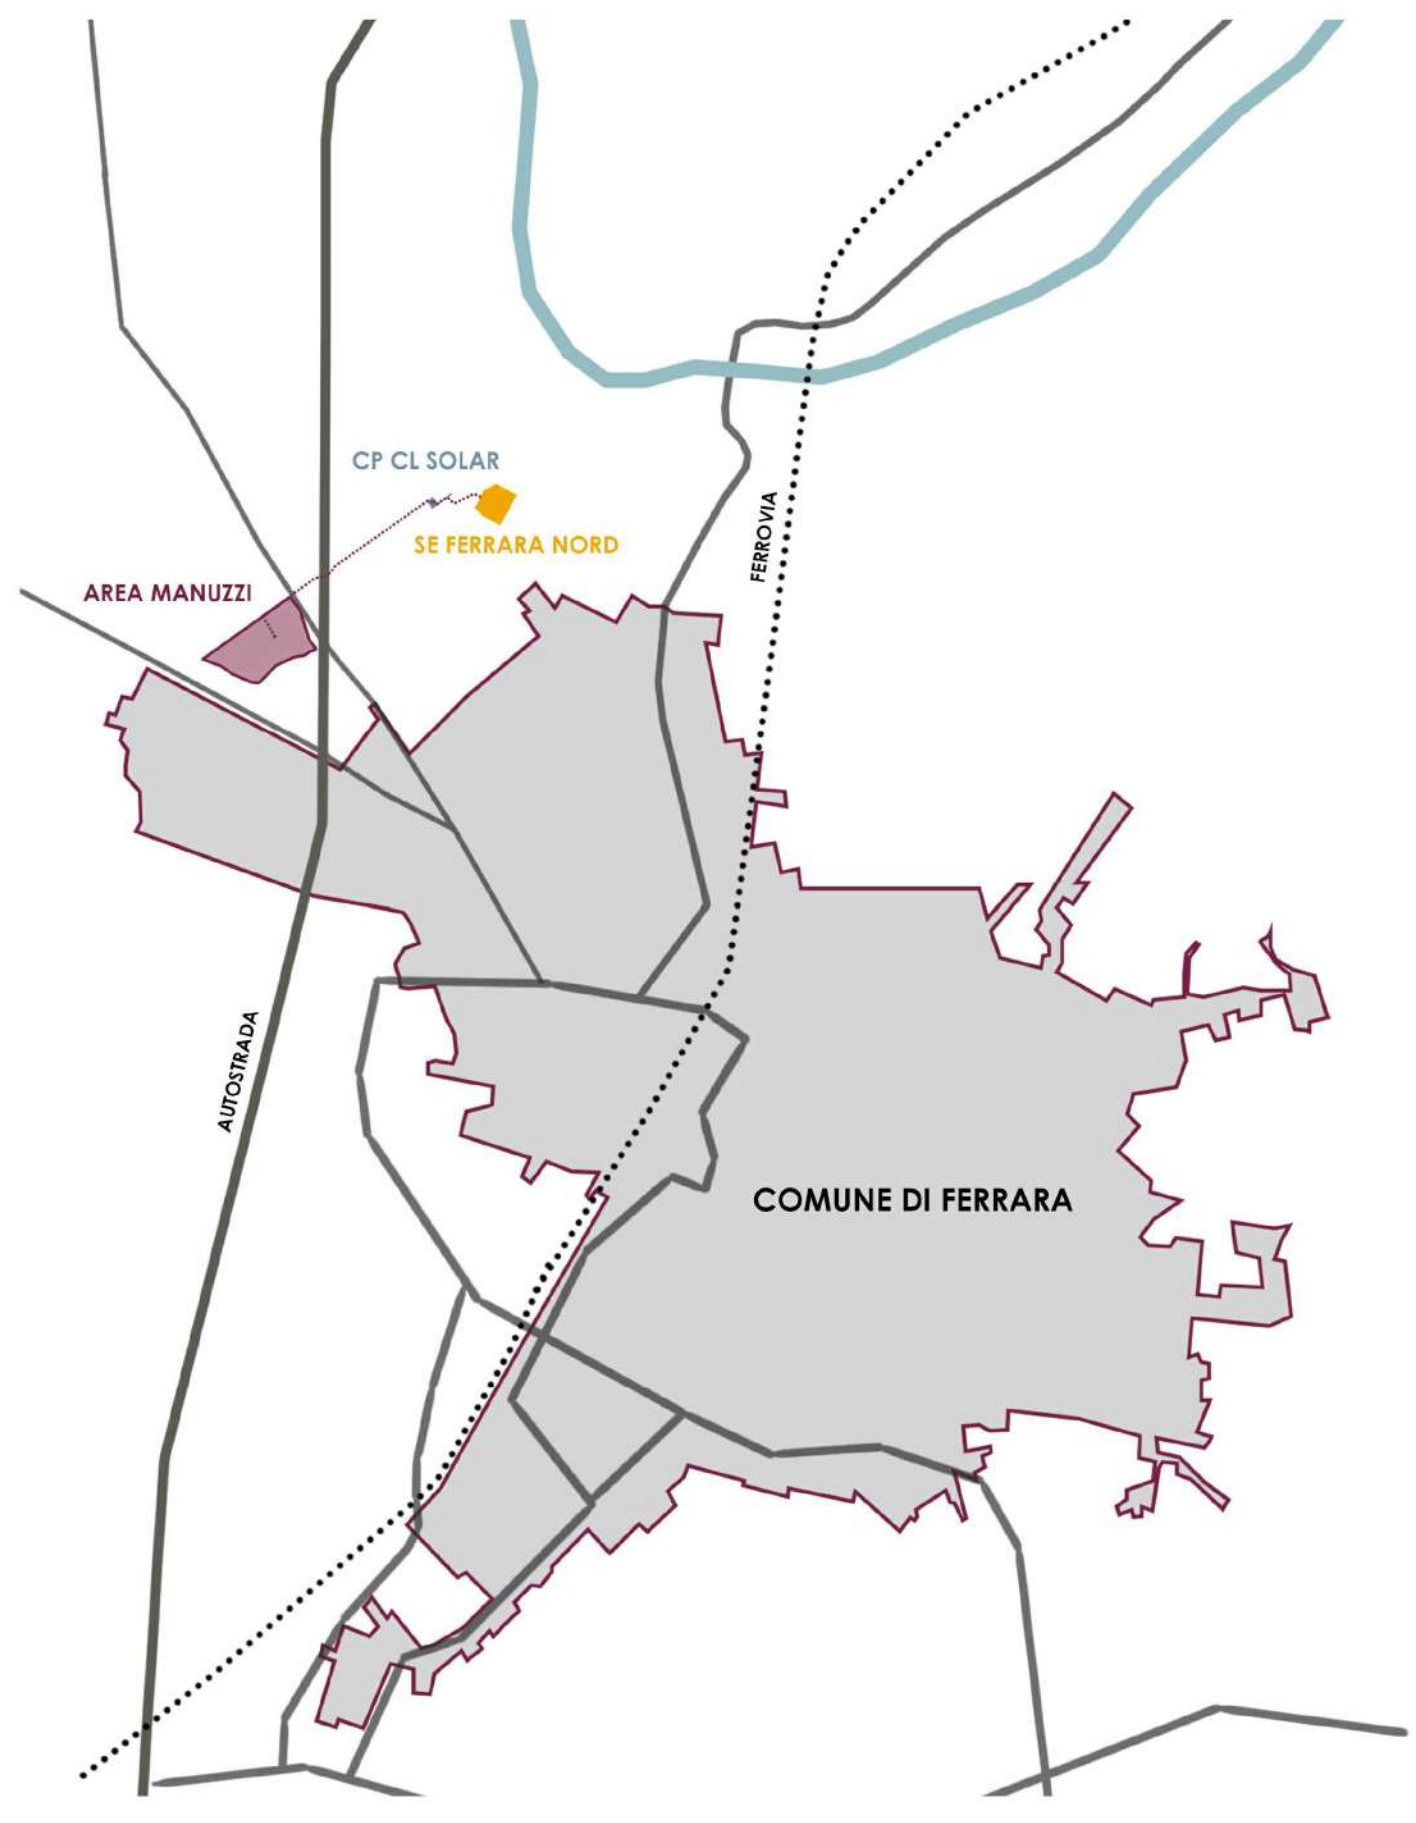 CP CL SOLAR
FERROVIA
SE FERRARA NORD
AREA MANUZZI
AUTOSTRADA
COMUNE DI FERRARA